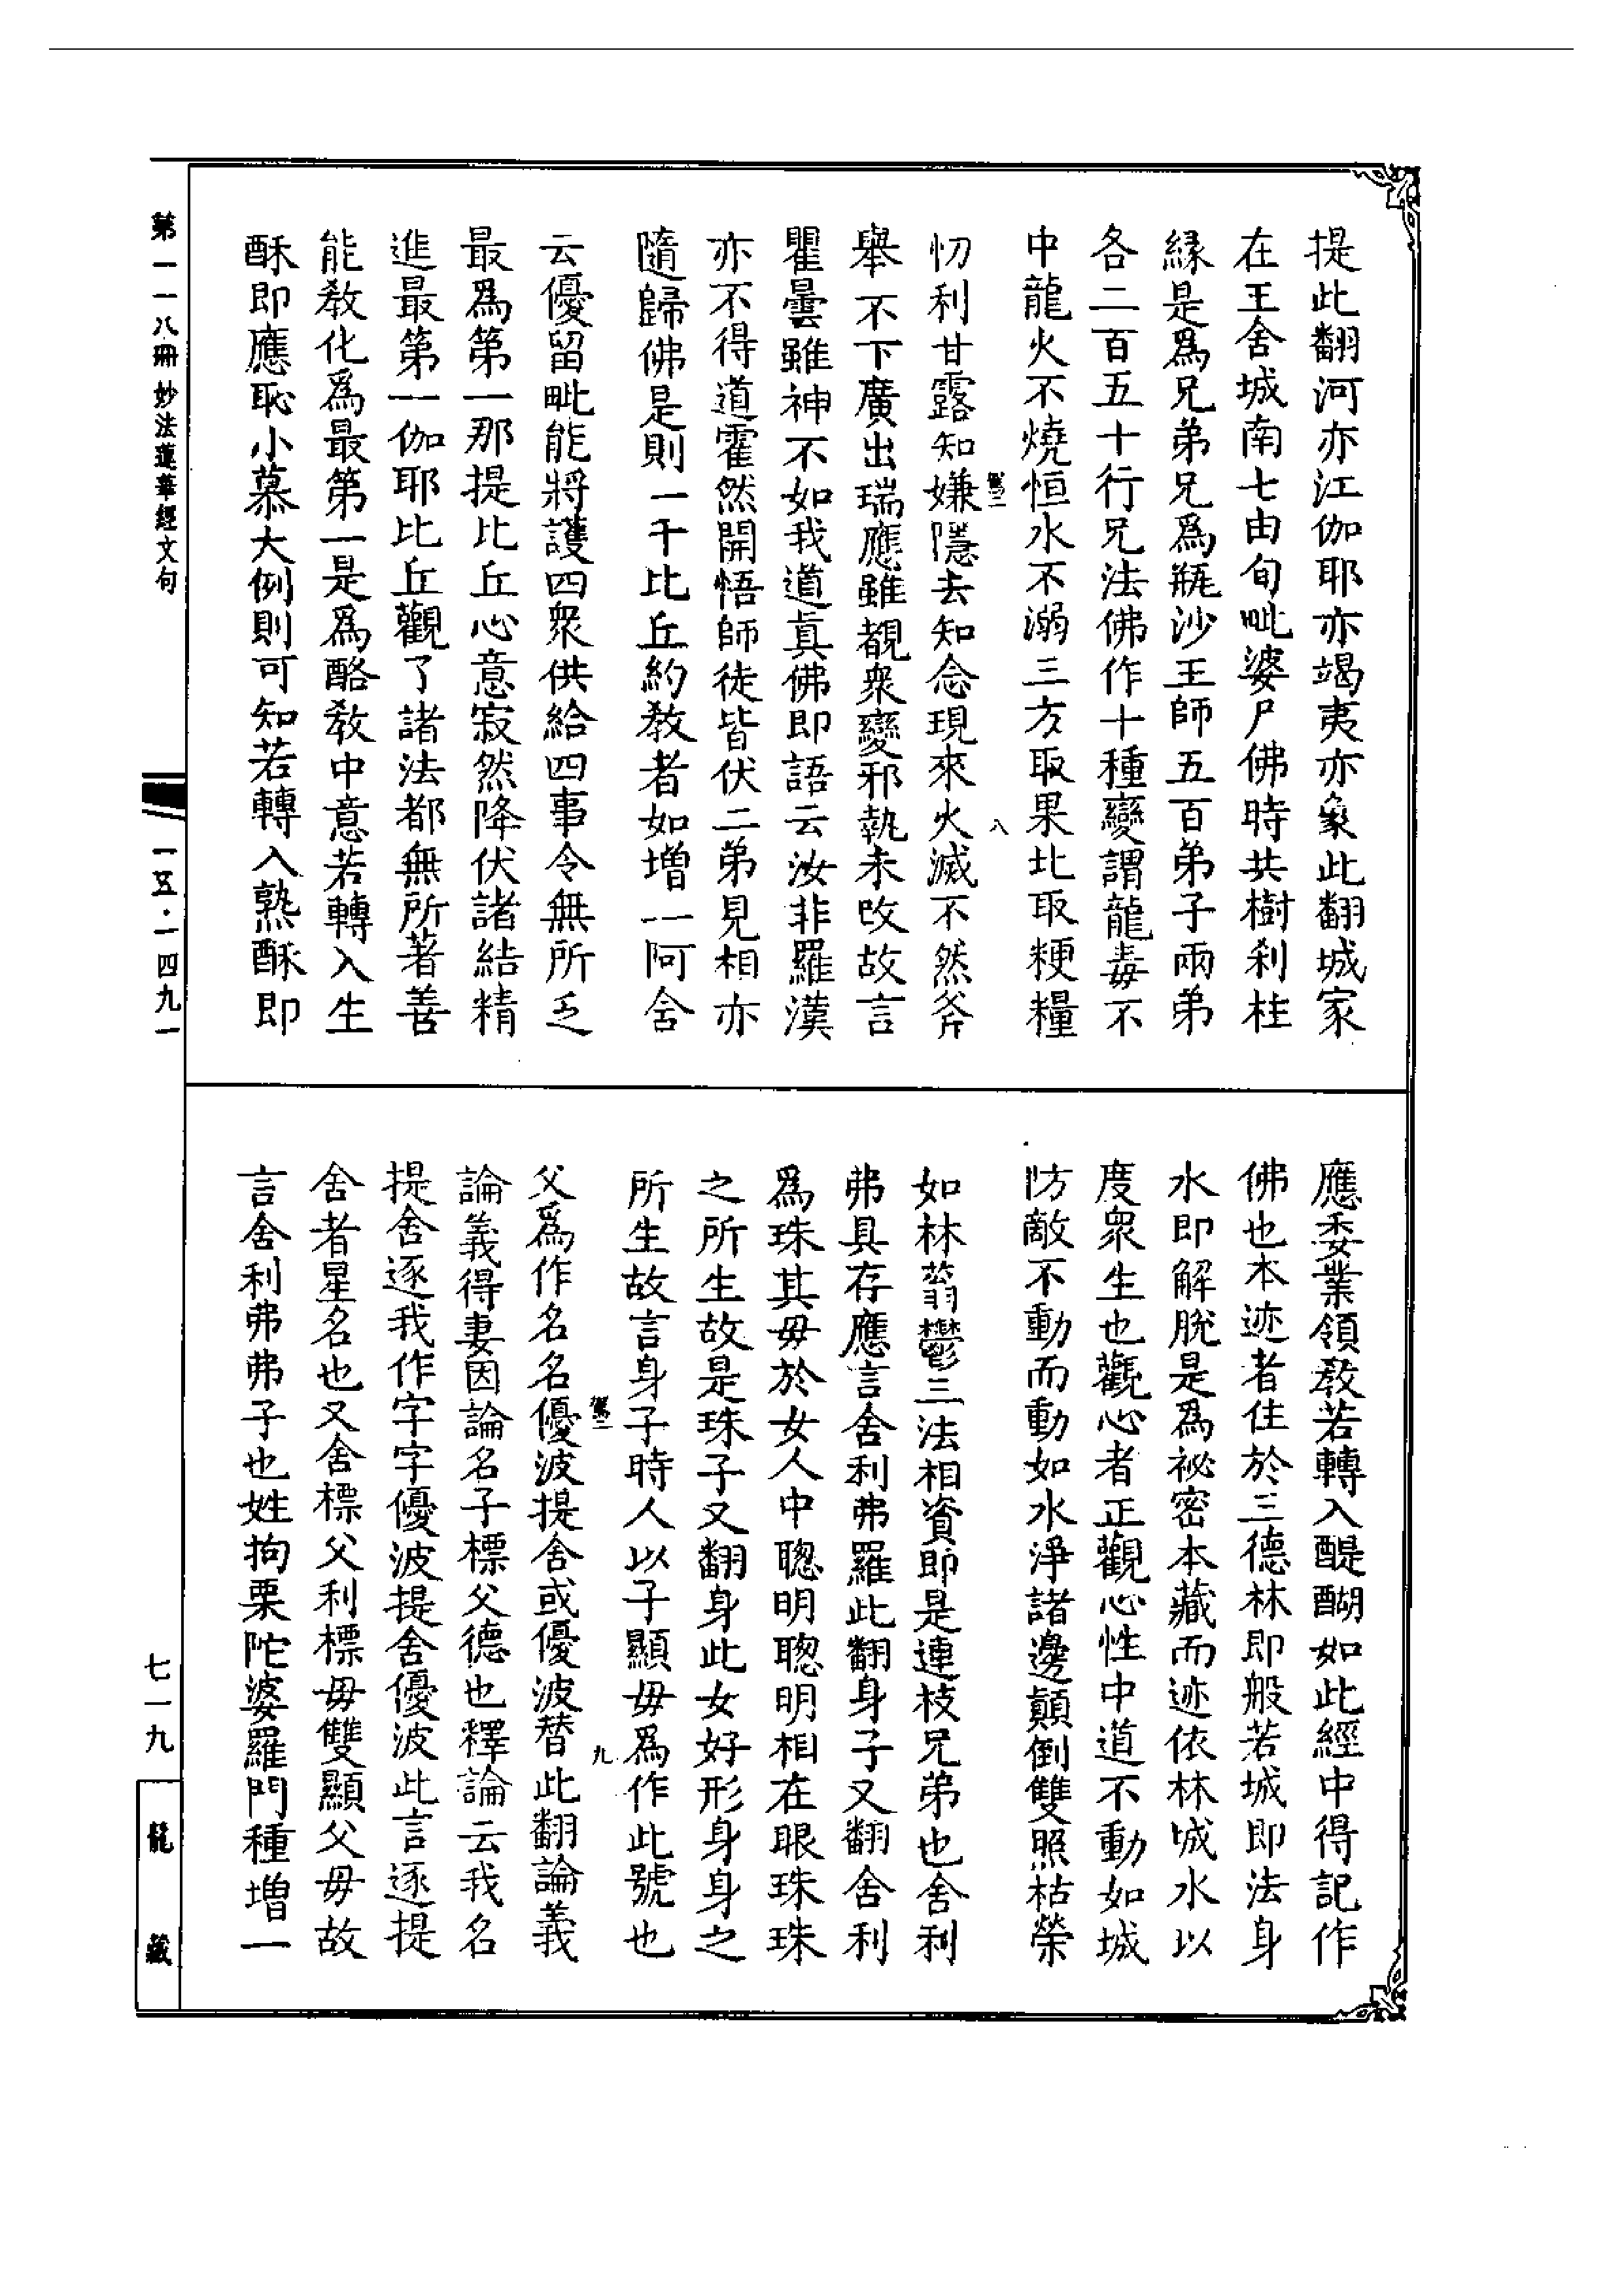 提此翻河亦江伽耶亦竭夷亦象此翻城家
在王舍城南七由旬毗婆尸佛時共樹剎柱
緣是爲兄弟兄爲瓶沙王師五百弟子兩弟
各二百五十行兄法佛作十種變謂龍毒不
中龍火不燒恒水不溺三方取果北取粳糧
忉利甘露知嫌隱去知念現來火滅不然斧
駕二
八
舉不下廣出瑞應雖覩衆變邪執未改故言
瞿曇雖神不如我道眞佛即語云汝非羅漢
亦不得道霍然開悟師徒皆伏二弟見相亦
隨歸佛是則一千比丘約教者如增一阿舍
云優留毗能將護四衆供給四事令無所乏
最爲第一那提比丘心意寂然降伏諸結精
進最第一伽耶比丘觀了諸法都無所著善
能教化爲最第一是爲酪教中意若轉入生
酥即應恥小慕大例則可知若轉入熟酥即
應委業領教若轉入醍醐如此經中得記作
佛也本迹者住於三德林即般若城即法身
水即解脫是爲祕密本藏而迹依林城水以
度眾生也觀心者正觀心性中道不動如城
防敵不動而動如水淨諸邊顛倒雙照枯榮
如林蓊鬱三法相資即是連枝兄弟也舍利
弗具存應言舍利弗羅此翻身子又翻舍利
爲珠其母於女人中聰明聰明相在眼珠珠
之所生故是珠子又翻身此女好形身身之
所生故言身子時人以子顯母爲作此號也
駕二
九
父爲作名名優波提舍或優波替此翻論義
論義得妻因論名子標父德也釋論云我名
提舍逐我作字字優波提舍優波此言逐提
舍者星名也又舍標父利標母雙顯父母故
言舍利弗弗子也姓拘栗陀婆羅門種增一
第一一八冊 妙法蓮華經文句
一五·一四九一
七一九
龍藏